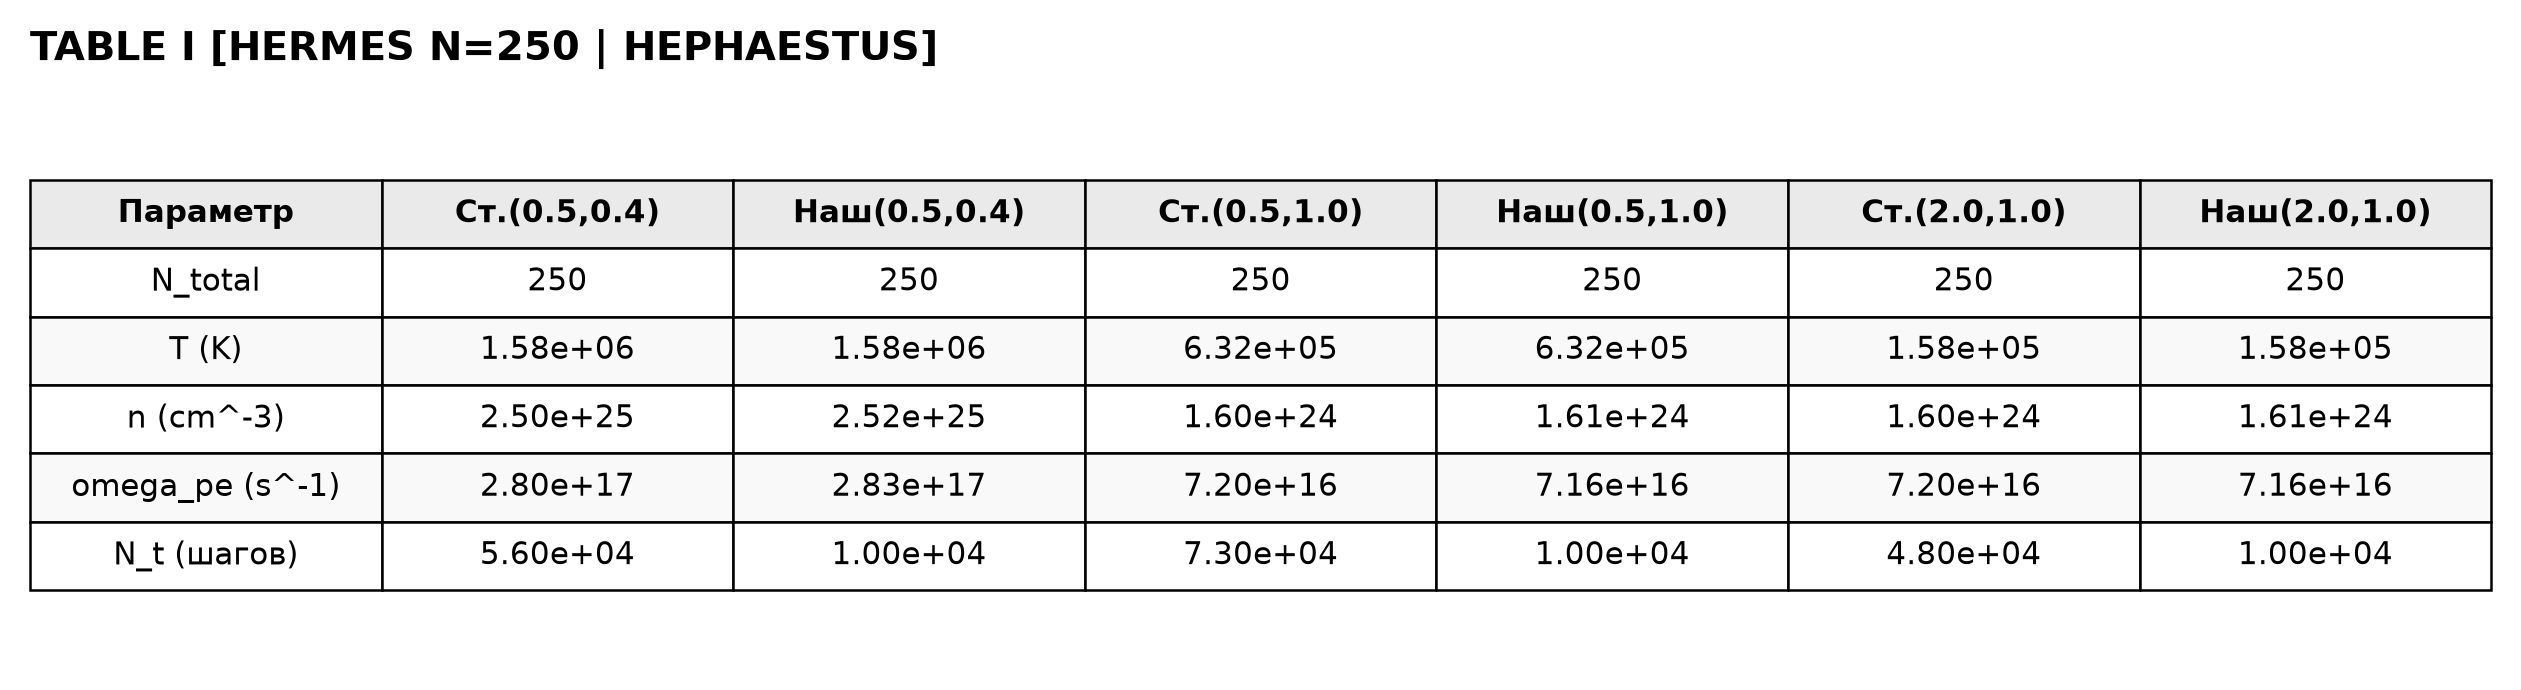 TABLE I [HERMES N=250 | HEPHAESTUS]
Параметр Ст.(0.5,0.4) Наш(0.5,0.4) Ст.(0.5,1.0) Наш(0.5,1.0) Ст.(2.0,1.0) Наш(2.0,1.0)
N_total 250 250 250 250 250 250
T (K) 1.58e+06 1.58e+06 6.32e+05 6.32e+05 1.58e+05 1.58e+05
n (cm^-3) 2.50e+25 2.52e+25 1.60e+24 1.61e+24 1.60e+24 1.61e+24
omega_pe (s^-1) 2.80e+17 2.83e+17 7.20e+16 7.16e+16 7.20e+16 7.16e+16
N_t (шагов) 5.60e+04 1.00e+04 7.30e+04 1.00e+04 4.80e+04 1.00e+04